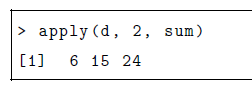 > apply(d, 2, sum)
[1]  6 15 24